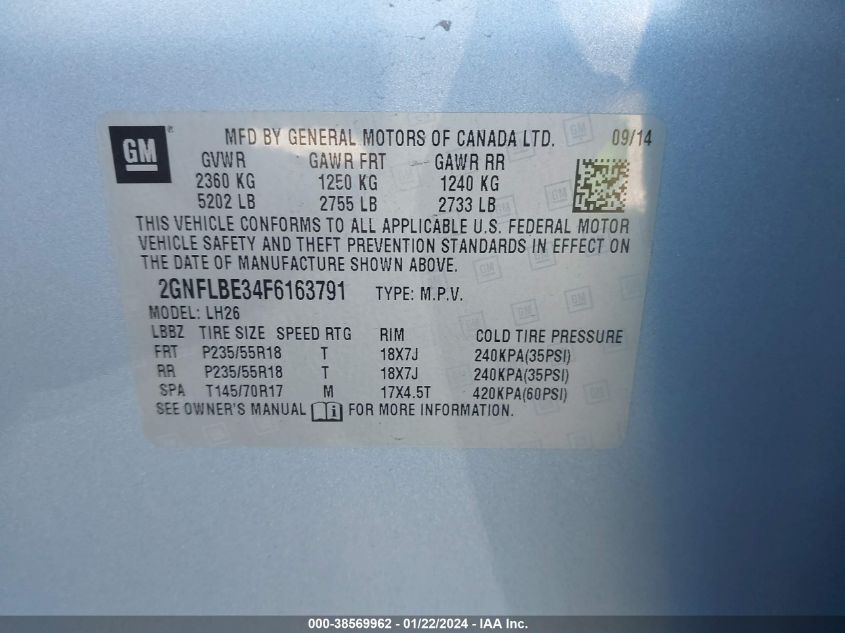 GM
MFD BY GENERAL MOTORS OF CANADA LTD. 09/14
GVWR GAWR FRT GAWR RR
2360 KG 1250 KG 1240 KG
5202 LB 2755 LB 2733 LB
THIS VEHICLE CONFORMS TO ALL APPLICABLE U.S. FEDERAL MOTOR
VEHICLE SAFETY AND THEFT PREVENTION STANDARDS IN EFFECT ON
THE DATE OF MANUFACTURE SHOWN ABOVE.
2GNFLBE34F6163791 TYPE: M.P.V.
MODEL: LH26
LBBZ TIRE SIZE SPEED RTG RIM COLD TIRE PRESSURE
FRT P235/55R18 T 18X7J 240KPA(35PSI)
RR P235/55R18 T 18X7J 240KPA(35PSI)
SPA T145/70R17 M 17X4.5T 420KPA(60PSI)
SEE OWNER'S MANUAL i FOR MORE INFORMATION.
000-38569962 - 01/22/2024 - IAA Inc.